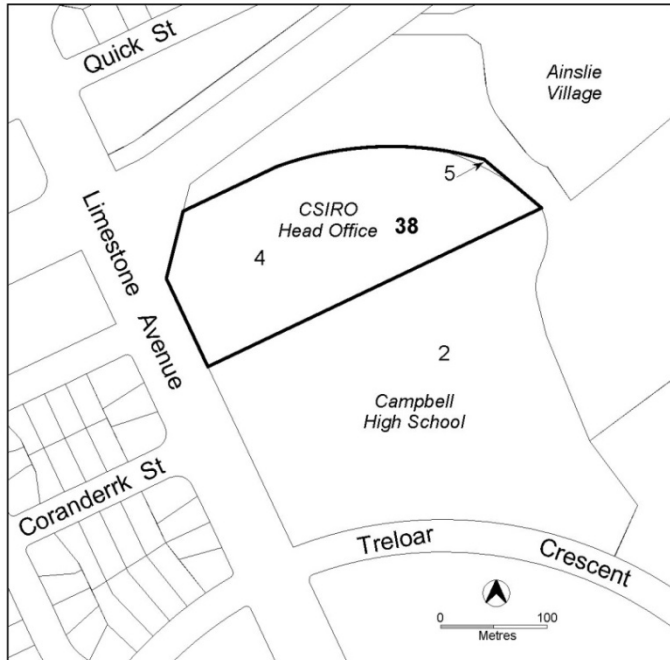 Quick St
Ainslie
Village
5
CSIRO
Head Office
38
4
Limestone Avenue
2
Campbell
High School
Coranderrk St
Treloar Crescent
0 100
Metres